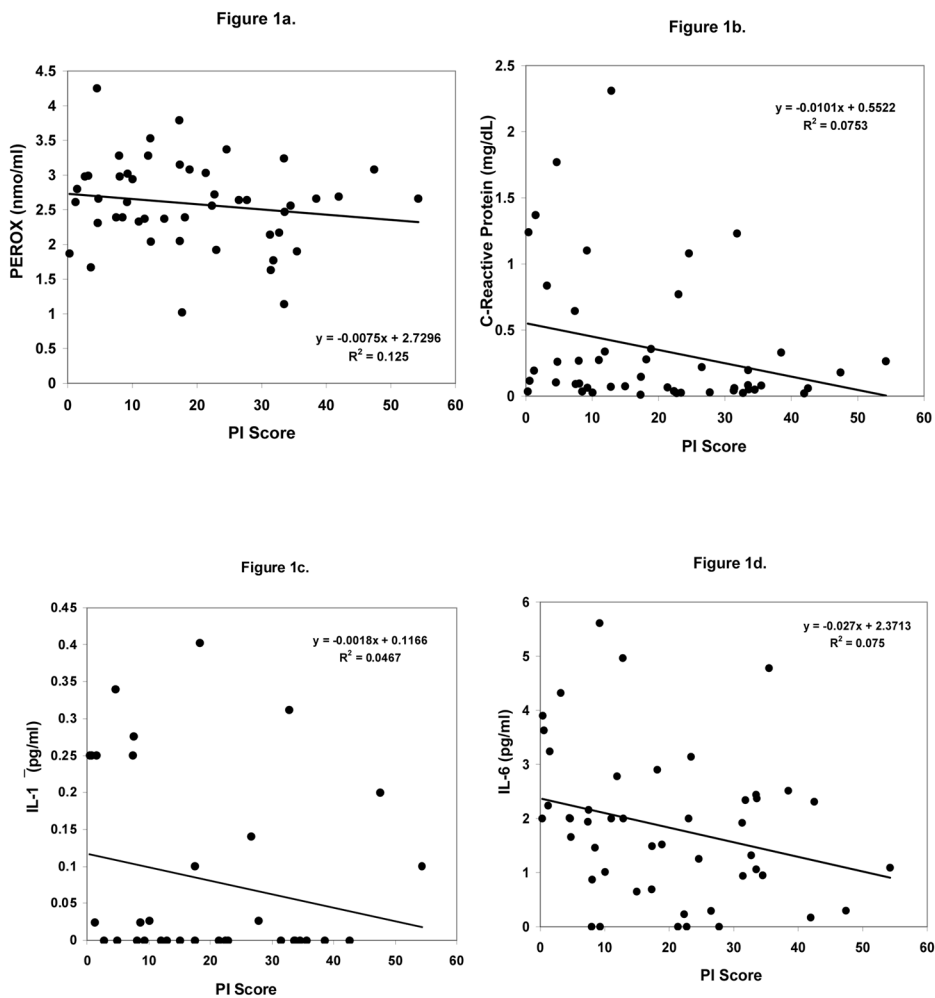 Figure 1a.
4.5
4
3.5
3
2.5
2
1.5
1
0.5
0
PEROX (nmo/ml)
y = -0.0075x + 2.7296
R² = 0.125
0 10 20 30 40 50 60
PI Score
Figure 1b.
2.5
2
1.5
1
0.5
0
C-Reactive Protein (mg/dL)
y = -0.0101x + 0.5522
R² = 0.0753
0 10 20 30 40 50 60
PI Score
Figure 1c.
0.45
0.4
0.35
0.3
0.25
0.2
0.15
0.1
0.05
0
IL-1 ¯ (pg/ml)
y = -0.0018x + 0.1166
R² = 0.0467
0 10 20 30 40 50 60
PI Score
Figure 1d.
6
5
4
3
2
1
0
IL-6 (pg/ml)
y = -0.027x + 2.3713
R² = 0.075
0 10 20 30 40 50 60
PI Score